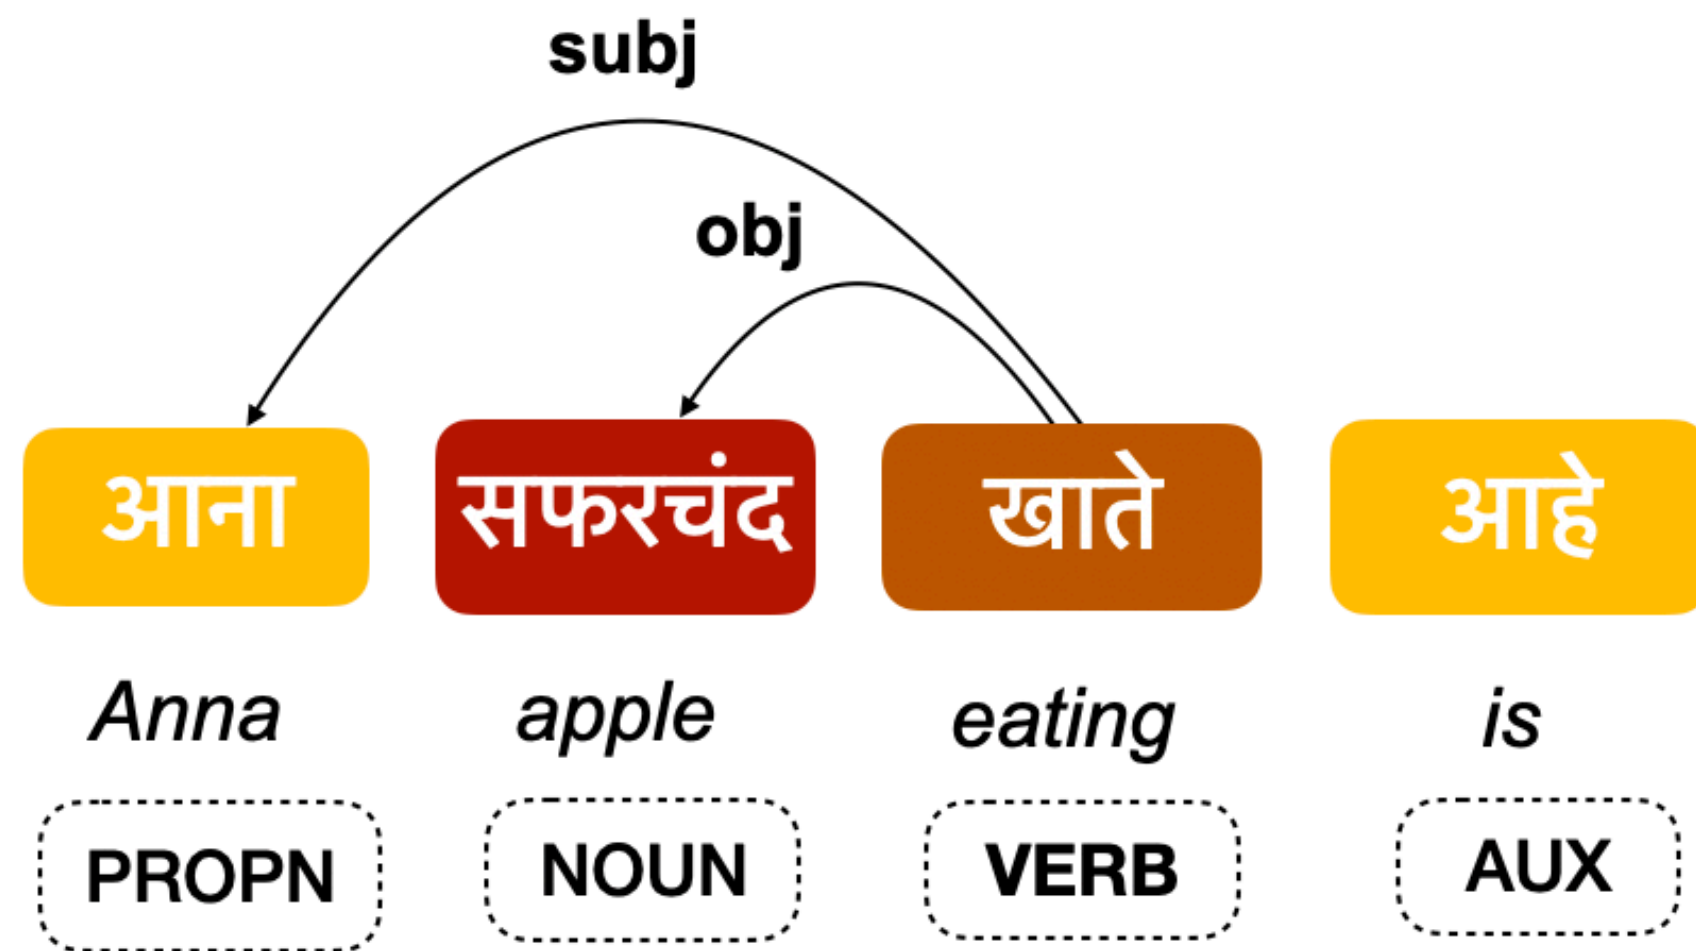 subj
obj
आना सफरचंद खाते आहे
Anna apple eating is
PROPN NOUN VERB AUX